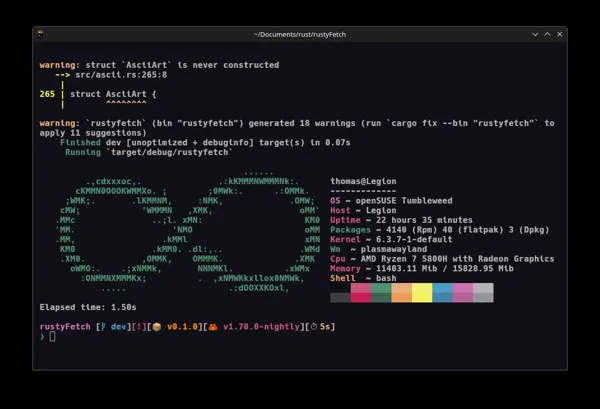 ~/Documents/rust/rustyFetch
warning: struct `AsciiArt` is never constructed
--> src/ascii.rs:265:8
|
265 | struct AsciiArt {
| ^^^^^^^^
warning: `rustyfetch` (bin "rustyfetch") generated 18 warnings (run `cargo fix --bin "rustyfetch"` to
apply 11 suggestions)
Finished dev [unoptimized + debuginfo] target(s) in 0.07s
Running `target/debug/rustyfetch`
thomas@Legion
-------------
OS ~ openSUSE Tumbleweed
Host ~ Legion
Uptime ~ 22 hours 35 minutes
Packages ~ 4140 (Rpm) 40 (flatpak) 3 (Dpkg)
Kernel ~ 6.3.7-1-default
Wm ~ plasmawayland
Cpu ~ AMD Ryzen 7 5800H with Radeon Graphics
Memory ~ 11403.11 Mib / 15828.95 Mib
Shell ~ bash
Elapsed time: 1.50s
rustyFetch [dev][!][📦 v0.1.0][🦀 v1.70.0-nightly][⏱ 5s]
❯